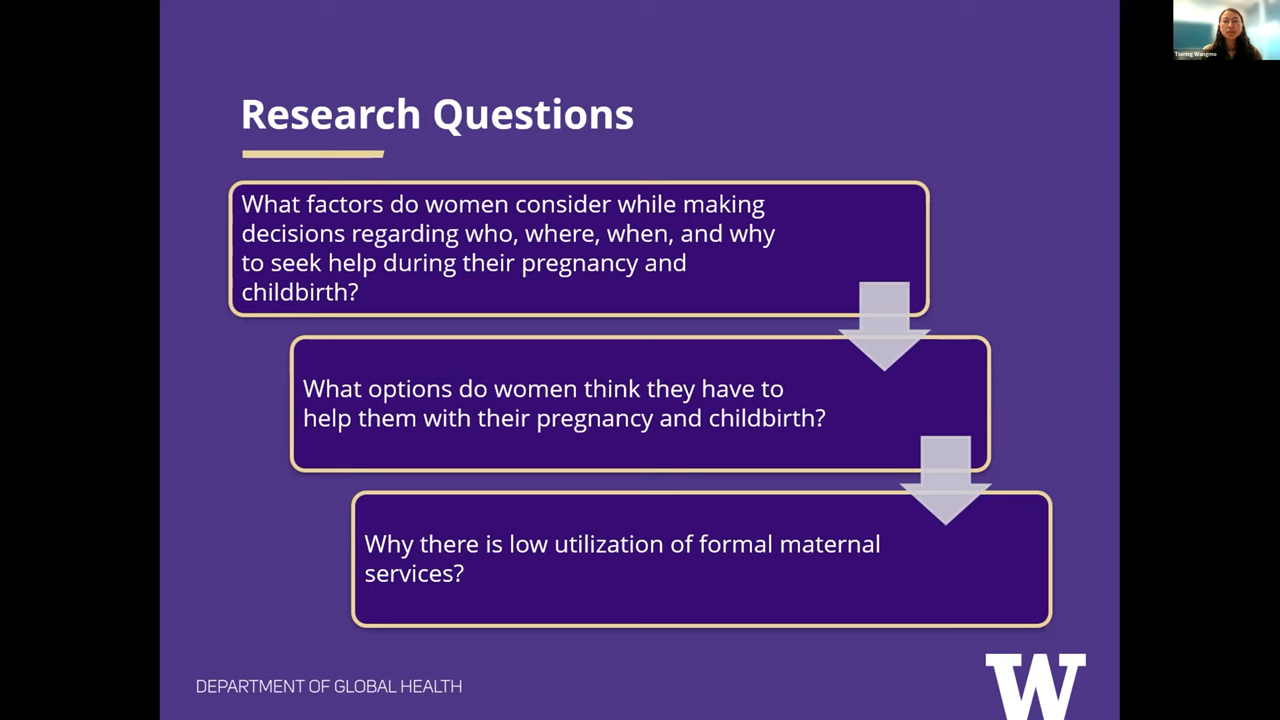 Research Questions
What factors do women consider while making
decisions regarding who, where, when, and why
to seek help during their pregnancy and
childbirth?
What options do women think they have to
help them with their pregnancy and childbirth?
Why there is low utilization of formal maternal
services?
DEPARTMENT OF GLOBAL HEALTH
W
Tsering Wangmo